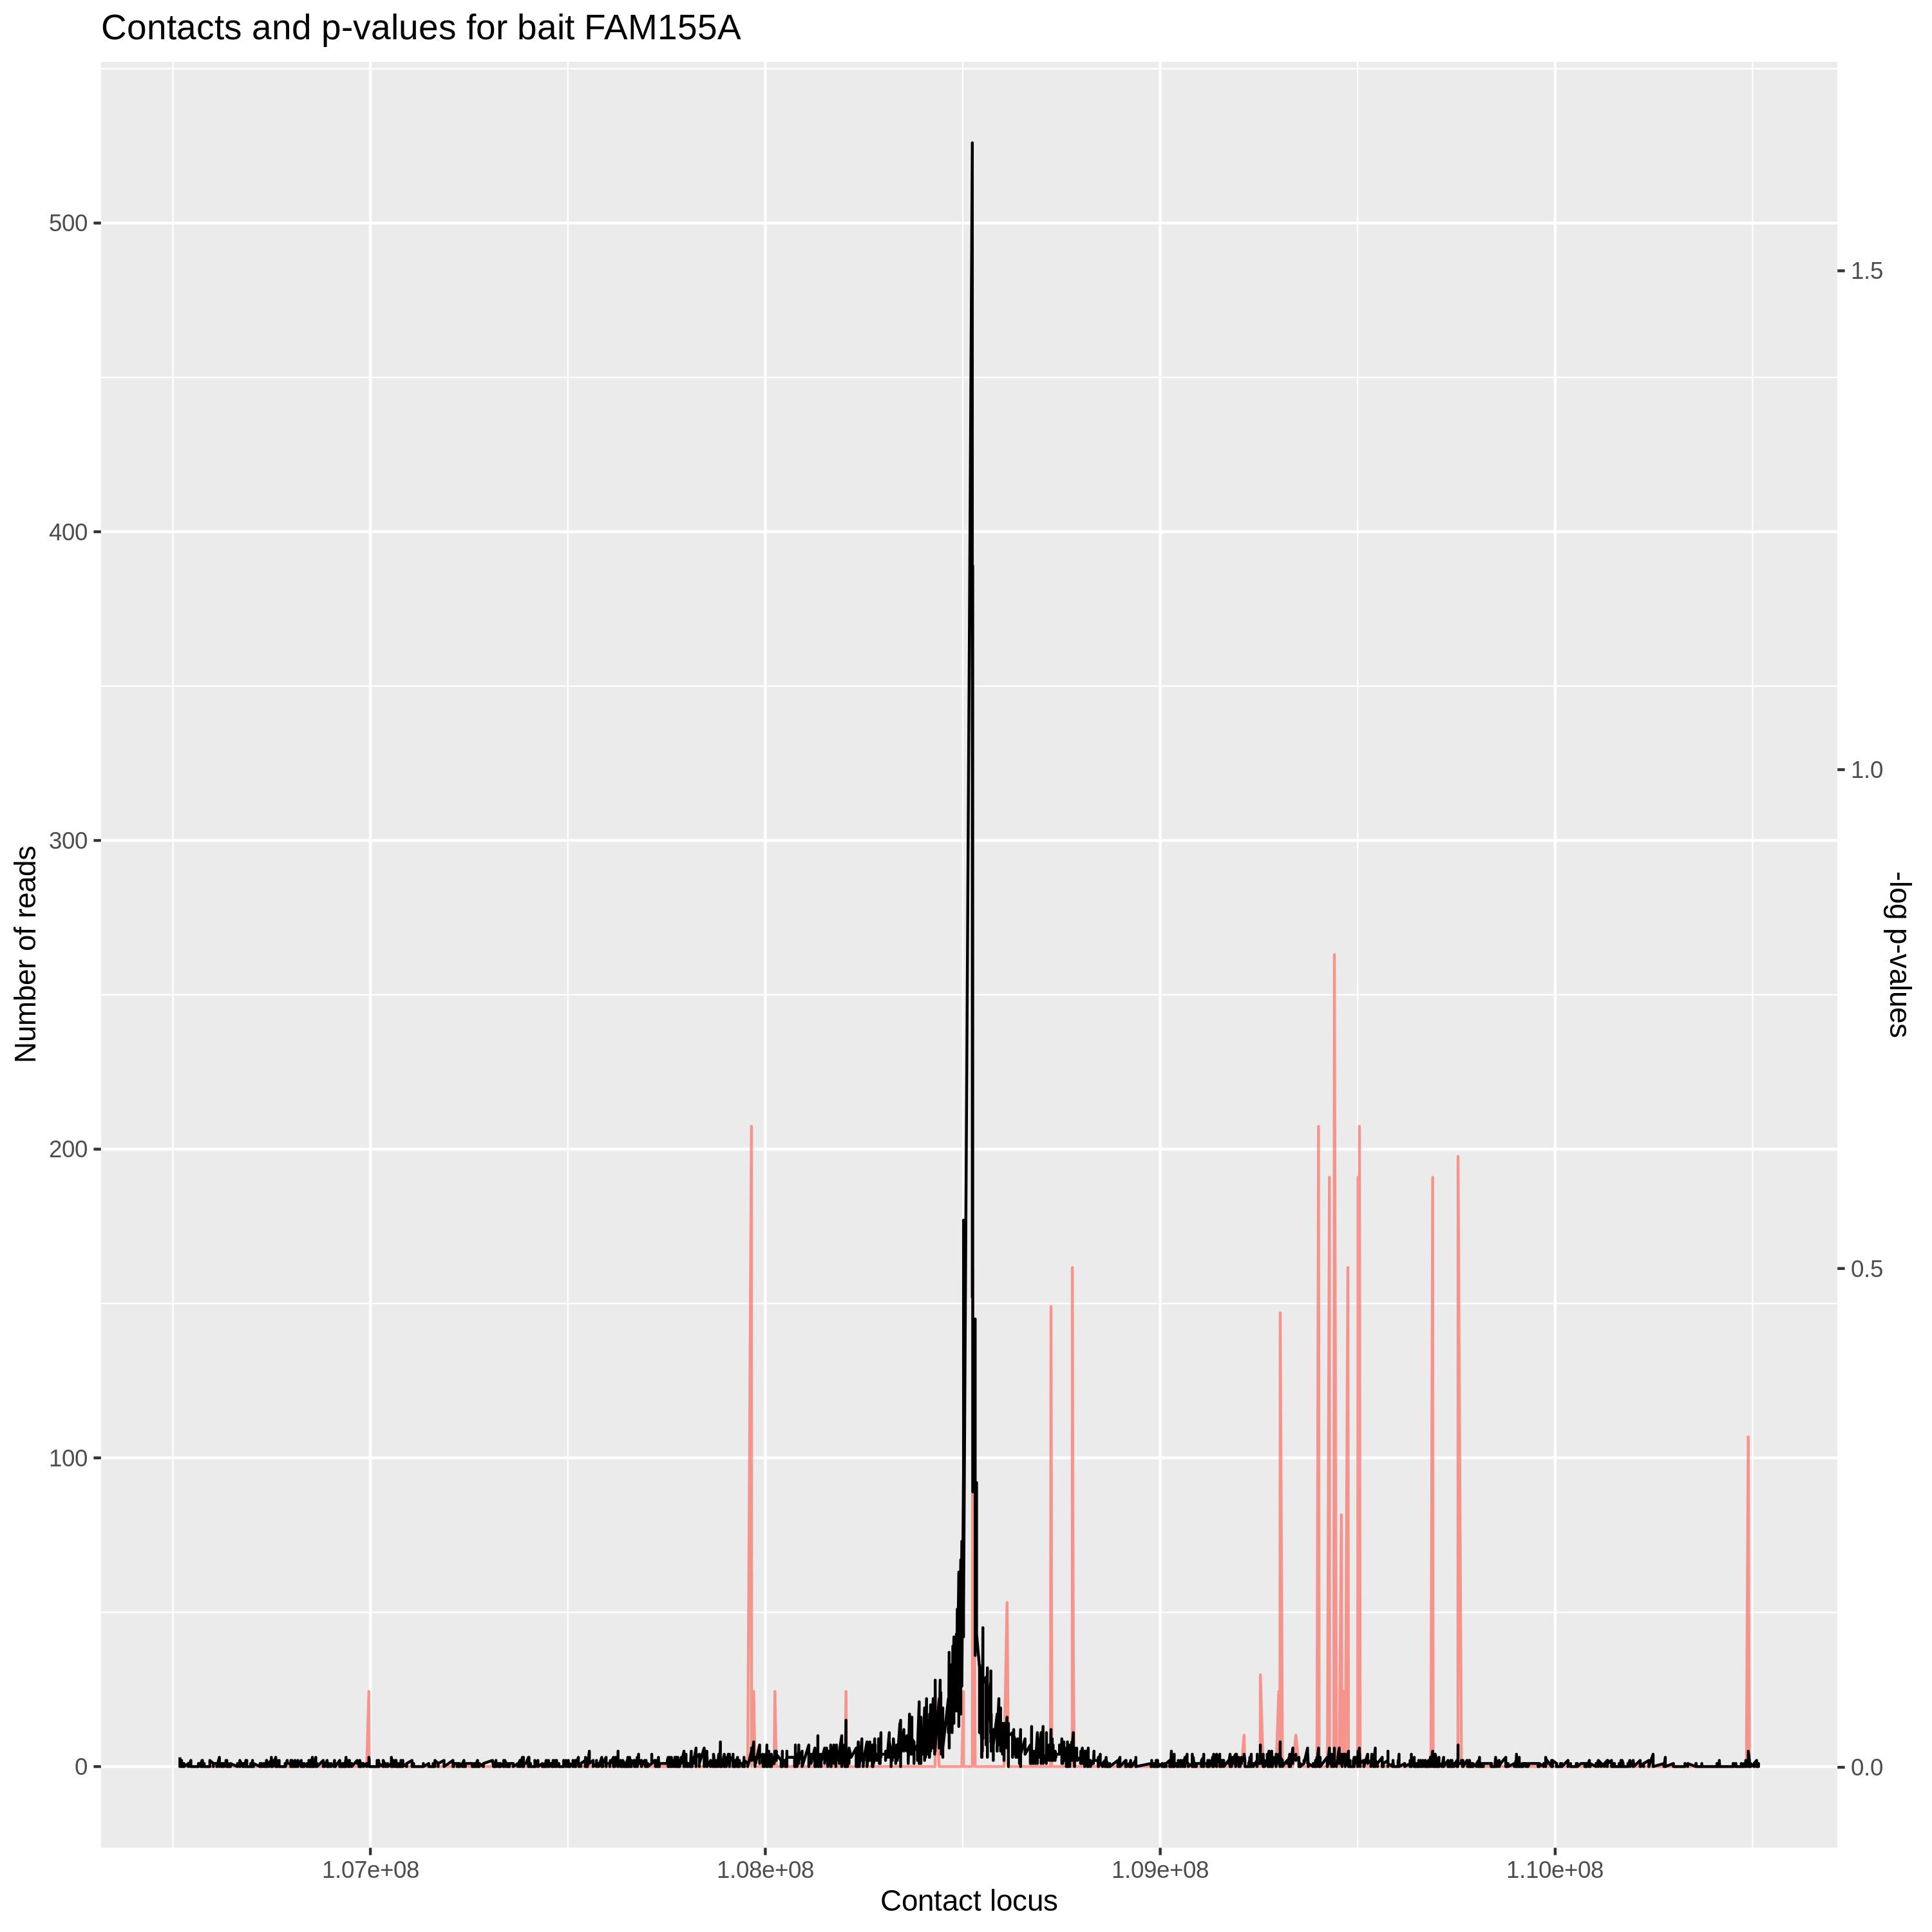 Contacts and p-values for bait FAM155A
Number of reads
500
400
300
200
100
0
1.5
1.0
0.5
0.0
-log p-values
1.07e+08
1.08e+08
1.09e+08
1.10e+08
Contact locus